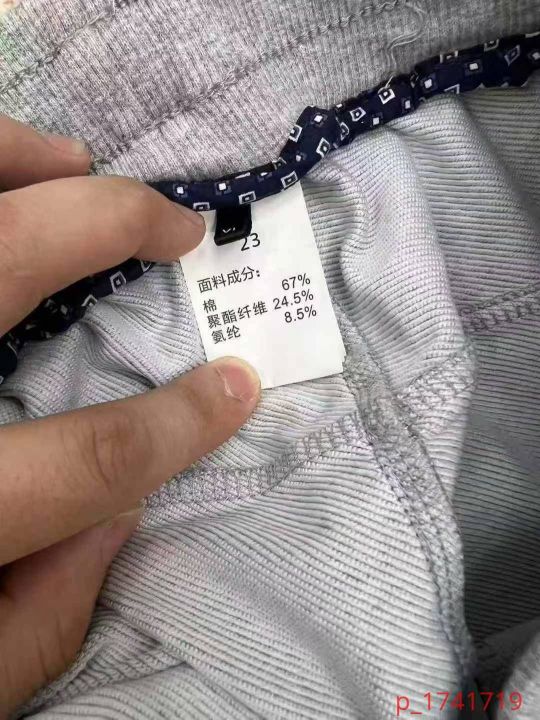 23
面料成分:
棉 67%
聚酯纤维 24.5%
氨纶 8.5%
p_1741719